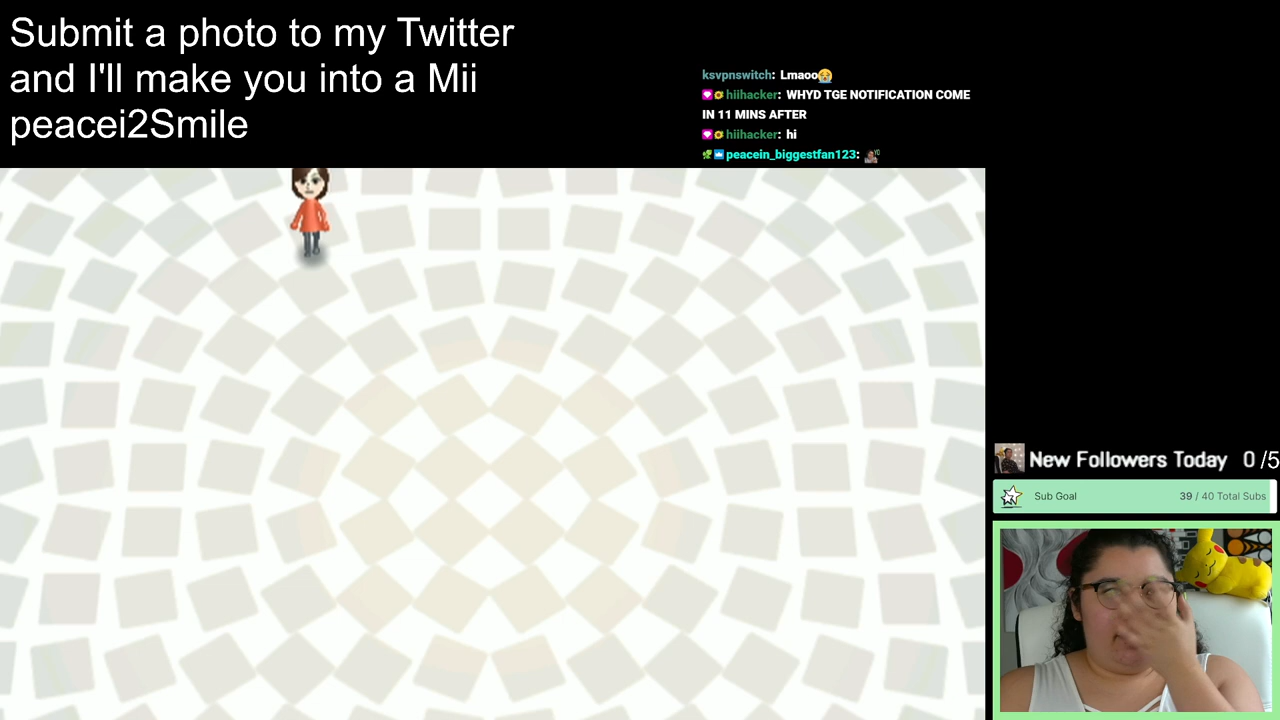 Submit a photo to my Twitter
and I'll make you into a Mii
peacei2Smile
ksvpnswitch: Lmaoo😭
hiihacker: WHYD TGE NOTIFICATION COME
IN 11 MINS AFTER
hiihacker: hi
peacein_biggestfan123:
New Followers Today 0 /5
Sub Goal 39 / 40 Total Subs